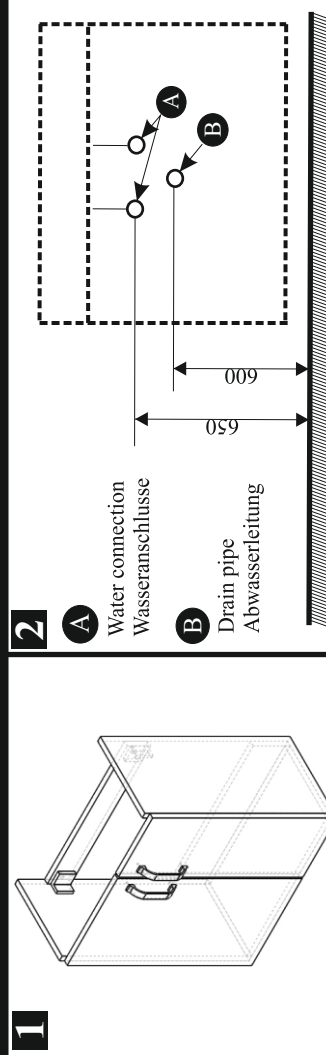 1
2
A
Water connection
Wasseranschlusse
B
Drain pipe
Abwasserleitung
650
600
A
B